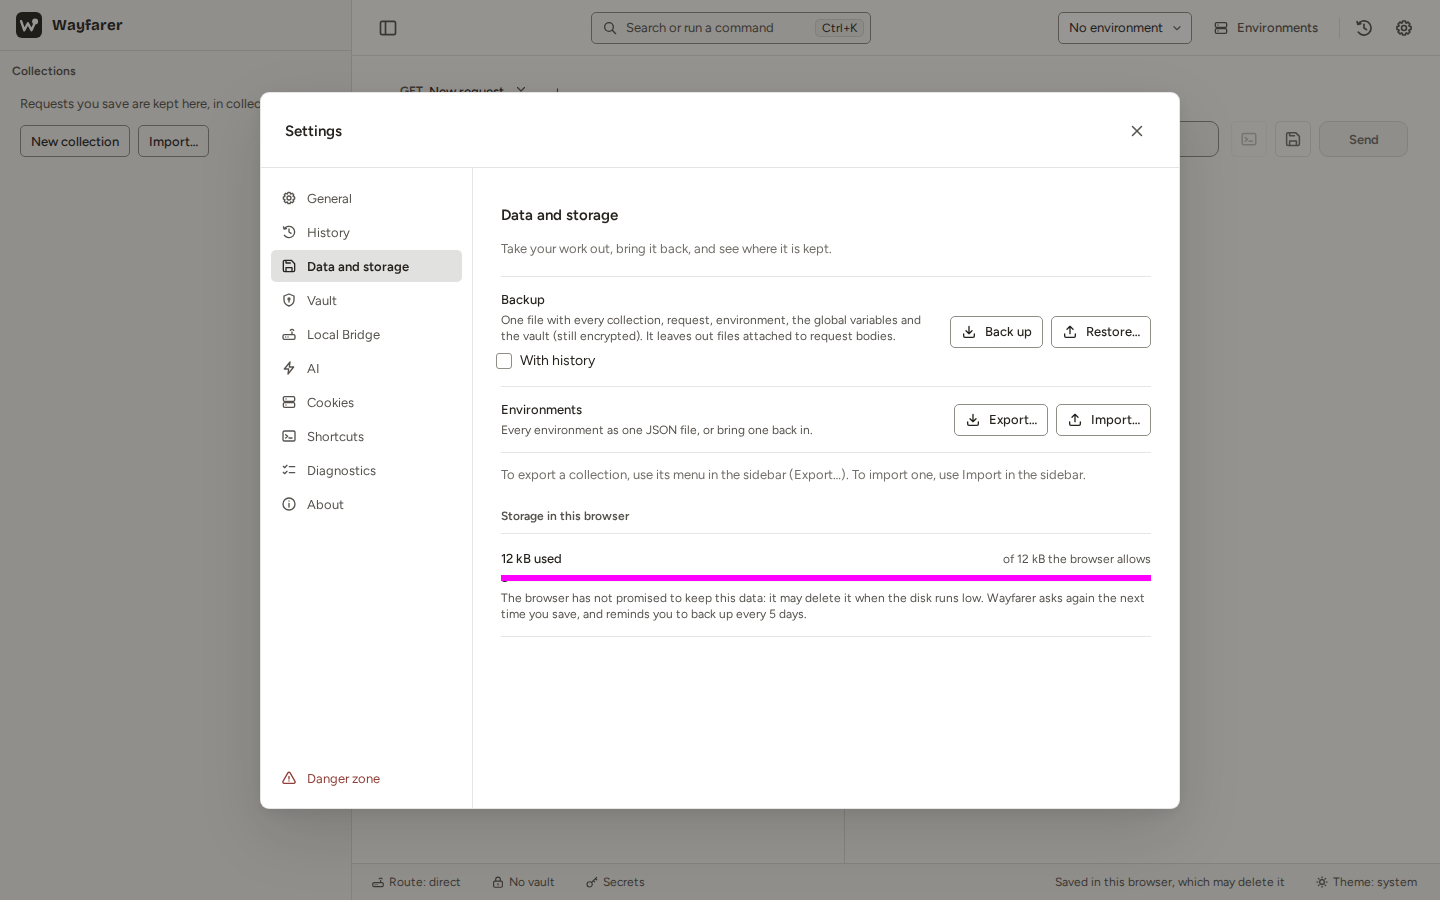 Wayfarer
Search or run a command
Ctrl+K
No environment
Environments
Collections
Requests you save are kept here, in collec
New collection
Import...
GET New request
Send
Settings
General
History
Data and storage
Vault
Local Bridge
AI
Cookies
Shortcuts
Diagnostics
About
Danger zone
Data and storage
Take your work out, bring it back, and see where it is kept.
Backup
One file with every collection, request, environment, the global variables and
the vault (still encrypted). It leaves out files attached to request bodies.
With history
Back up
Restore...
Environments
Every environment as one JSON file, or bring one back in.
Export...
Import...
To export a collection, use its menu in the sidebar (Export...). To import one, use Import in the sidebar.
Storage in this browser
12 kB used
of 12 kB the browser allows
The browser has not promised to keep this data: it may delete it when the disk runs low. Wayfarer asks again the next
time you save, and reminds you to back up every 5 days.
Route: direct
No vault
Secrets
Saved in this browser, which may delete it
Theme: system